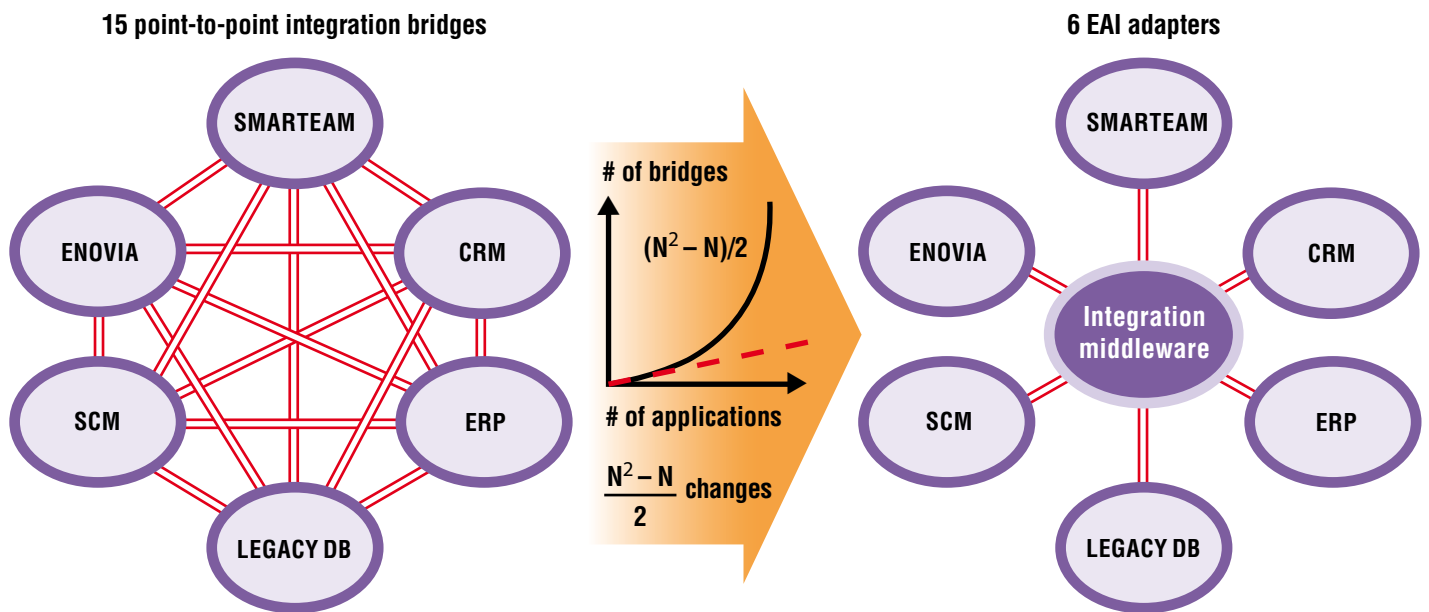 15 point-to-point integration bridges
SMARTEAM
ENOVIA
CRM
SCM
ERP
LEGACY DB
# of bridges
(N² – N)/2
# of applications
N² – N
2
changes
6 EAI adapters
SMARTEAM
ENOVIA
CRM
Integration
middleware
SCM
ERP
LEGACY DB